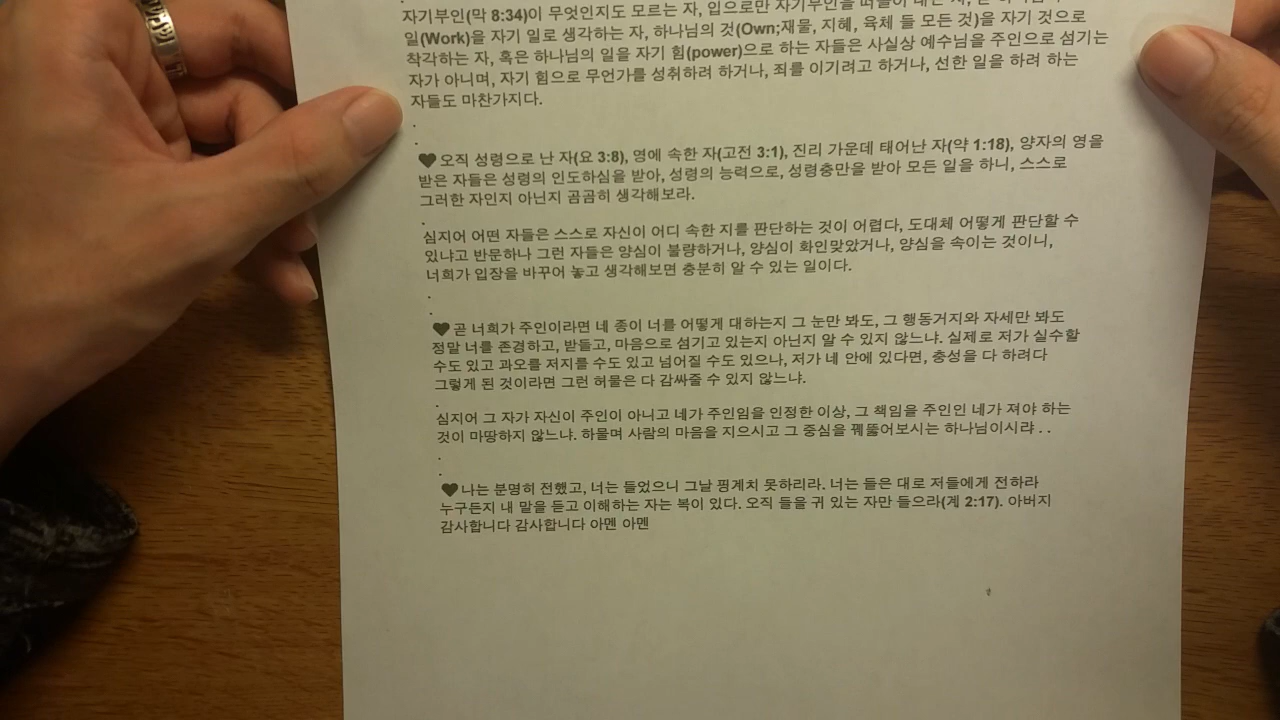 자기부인(막 8:34)이 무엇인지도 모르는 자, 입으로만 자기부인을 떠들어 대는 자,
일(Work)을 자기 일로 생각하는 자, 하나님의 것(Own;재물, 지혜, 육체 들 모든 것)을 자기 것으로
착각하는 자, 혹은 하나님의 일을 자기 힘(power)으로 하는 자들은 사실상 예수님을 주인으로 섬기는
자가 아니며, 자기 힘으로 무언가를 성취하려 하거나, 죄를 이기려고 하거나, 선한 일을 하려 하는
자들도 마찬가지다.
.
.
♥오직 성령으로 난 자(요 3:8), 영에 속한 자(고전 3:1), 진리 가운데 태어난 자(약 1:18), 양자의 영을
받은 자들은 성령의 인도하심을 받아, 성령의 능력으로, 성령충만을 받아 모든 일을 하니, 스스로
그러한 자인지 아닌지 곰곰히 생각해보라.
.
심지어 어떤 자들은 스스로 자신이 어디 속한 지를 판단하는 것이 어렵다, 도대체 어떻게 판단할 수
있냐고 반문하나 그런 자들은 양심이 불량하거나, 양심이 화인맞았거나, 양심을 속이는 것이니,
너희가 입장을 바꾸어 놓고 생각해보면 충분히 알 수 있는 일이다.
.
.
♥곧 너희가 주인이라면 네 종이 너를 어떻게 대하는지 그 눈만 봐도, 그 행동거지와 자세만 봐도
정말 너를 존경하고, 받들고, 마음으로 섬기고 있는지 아닌지 알 수 있지 않느냐. 실제로 저가 실수할
수도 있고 과오를 저지를 수도 있고 넘어질 수도 있으나, 저가 네 안에 있다면, 충성을 다 하려다
그렇게 된 것이라면 그런 허물은 다 감싸줄 수 있지 않느냐.
.
심지어 그 자가 자신이 주인이 아니고 네가 주인임을 인정한 이상, 그 책임을 주인인 네가 져야 하는
것이 마땅하지 않느냐. 하물며 사람의 마음을 지으시고 그 중심을 꿰뚫어보시는 하나님이시랴 . .
.
.
♥나는 분명히 전했고, 너는 들었으니 그날 핑계치 못하리라. 너는 들은 대로 저들에게 전하라
누구든지 내 말을 듣고 이해하는 자는 복이 있다. 오직 들을 귀 있는 자만 들으라(계 2:17). 아버지
감사합니다 감사합니다 아멘 아멘